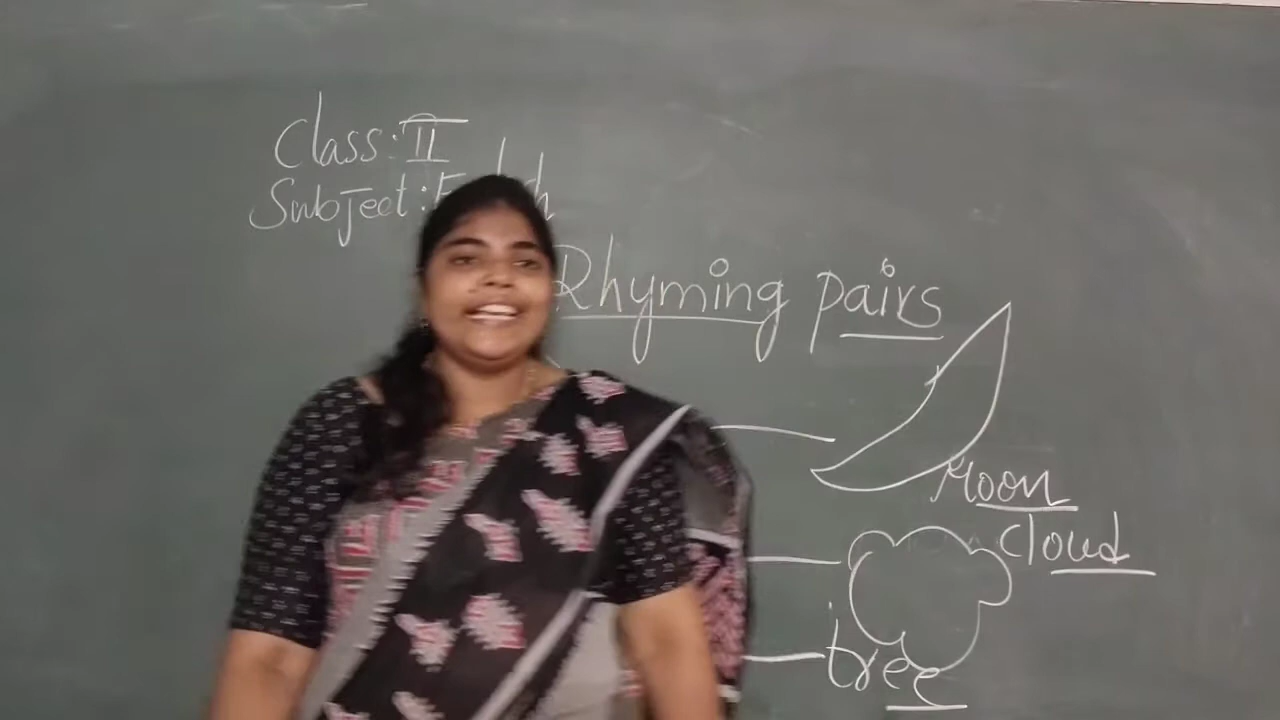 Class: II
Subject:
Rhyming pairs
Moon
cloud
tree